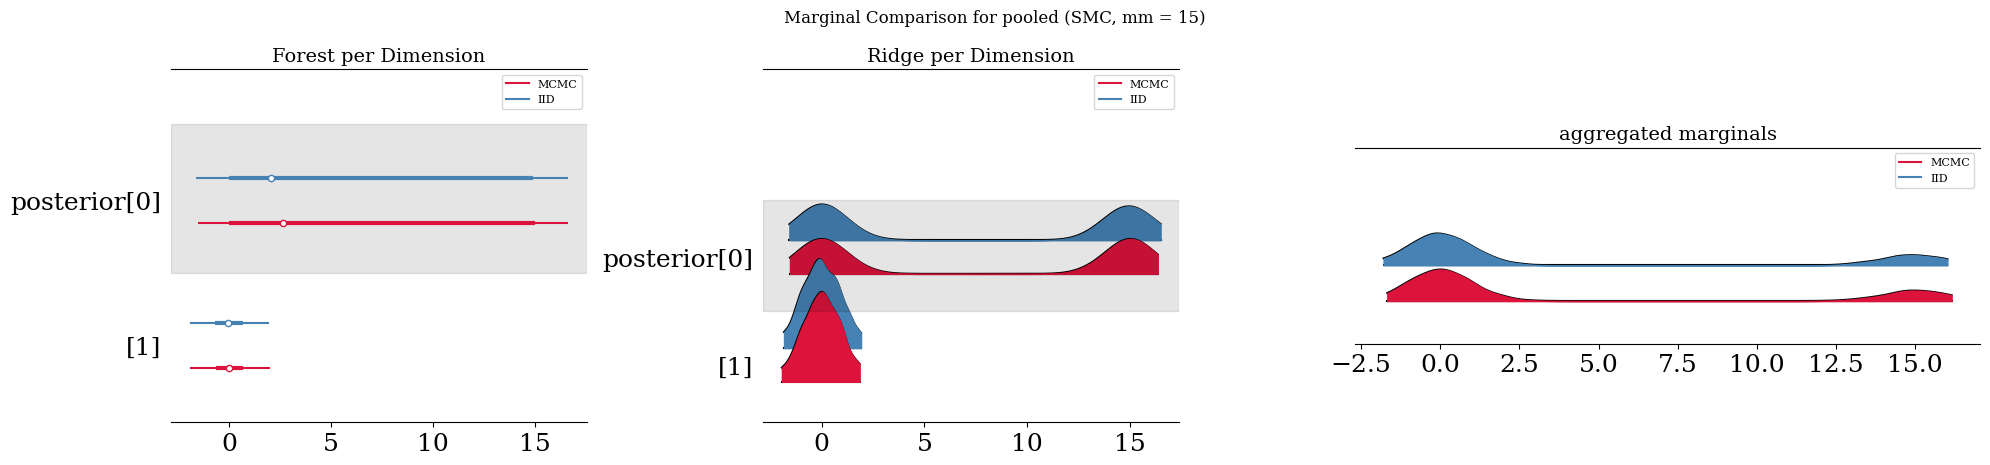 Marginal Comparison for pooled (SMC, mm = 15)
Forest per Dimension
MCMC
IID
posterior[0]
[1]
0 5 10 15
Ridge per Dimension
MCMC
IID
posterior[0]
[1]
0 5 10 15
aggregated marginals
MCMC
IID
−2.5 0.0 2.5 5.0 7.5 10.0 12.5 15.0